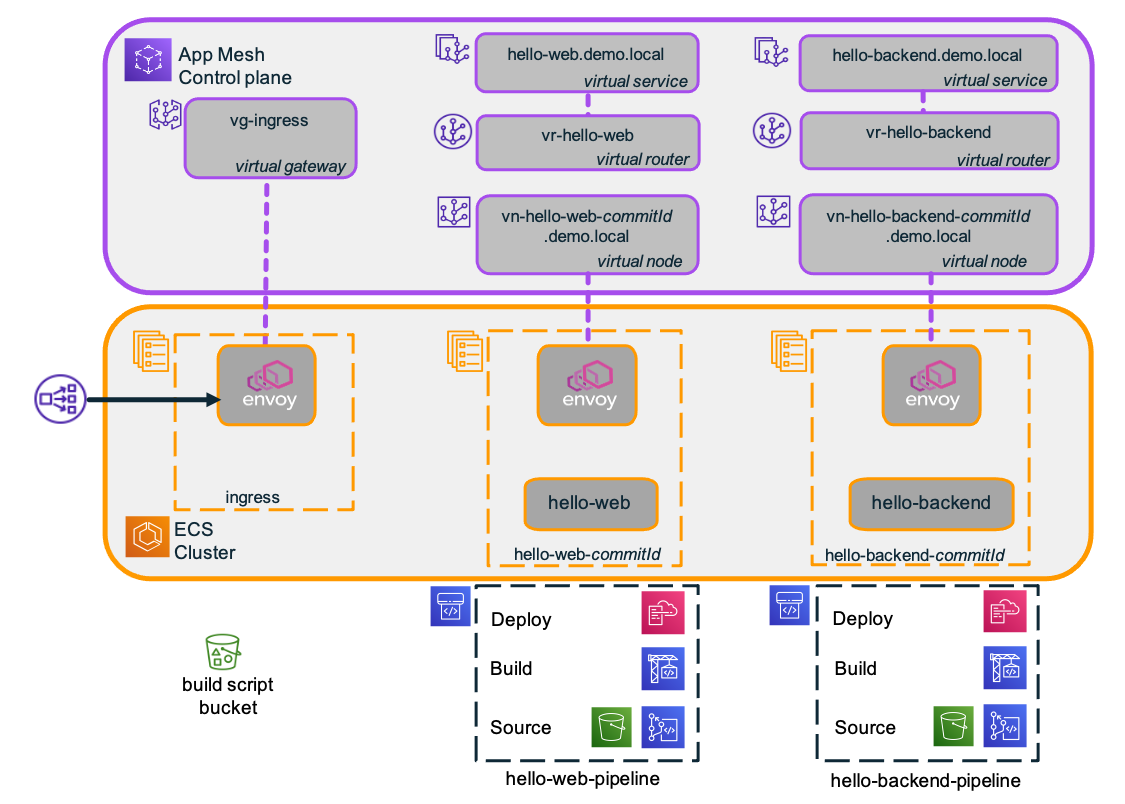 App Mesh
Control plane
vg-ingress
virtual gateway
hello-web.demo.local
virtual service
vr-hello-web
virtual router
vn-hello-web-commitId
.demo.local
virtual node
hello-backend.demo.local
virtual service
vr-hello-backend
virtual router
vn-hello-backend-commitId
.demo.local
virtual node
envoy
ingress
envoy
hello-web
hello-web-commitId
envoy
hello-backend
hello-backend-commitId
ECS
Cluster
build script
bucket
Deploy
Build
Source
hello-web-pipeline
Deploy
Build
Source
hello-backend-pipeline